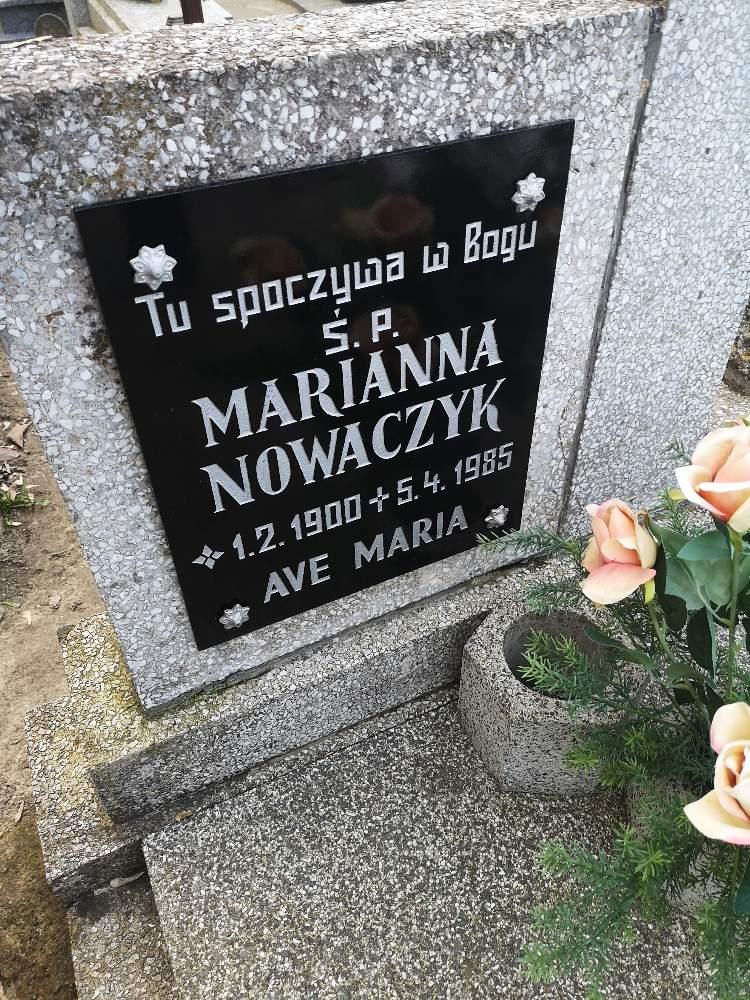 Tu spoczywa w Bogu
Ś. P.
MARIANNA
NOWACZYK
1.2. 1900 + 5.4. 1985
AVE MARIA